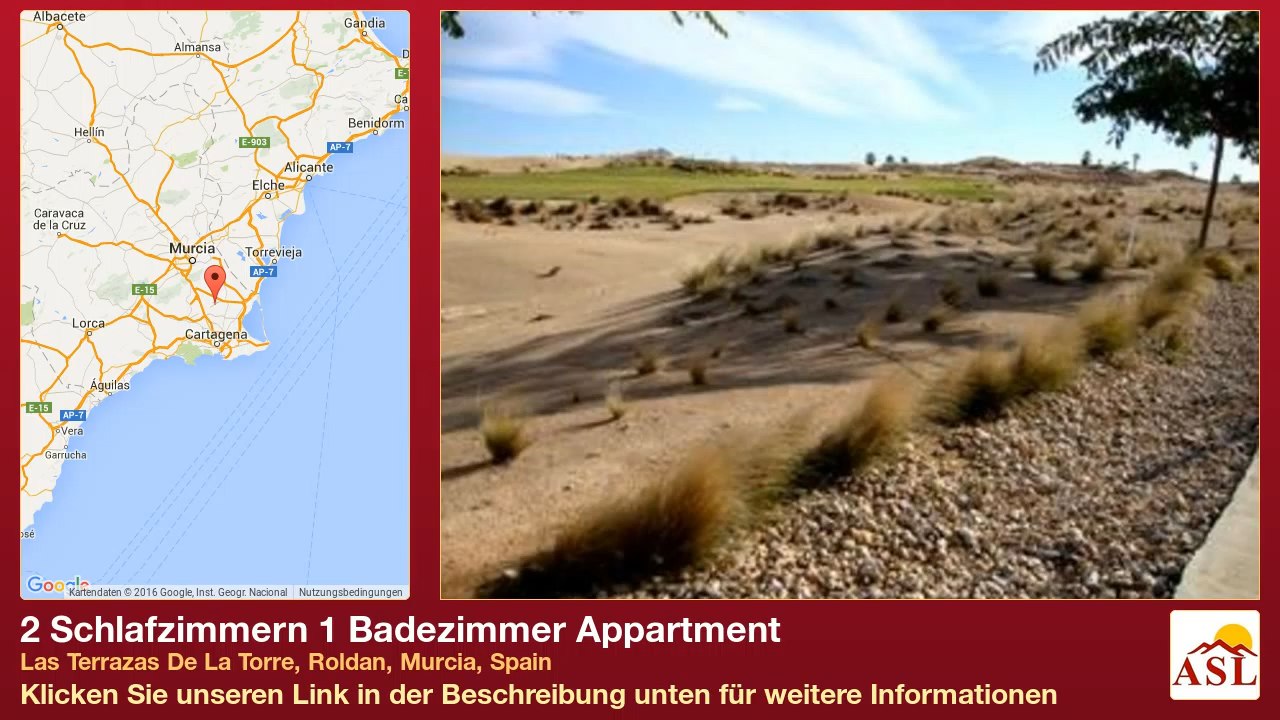 Albacete
Gandia
Almansa
D
E-
Ca
Hellín
Benidorm
E-903
AP-7
Alicante
Elche
Caravaca
de la Cruz
Murcia
Torrevieja
AP-7
E-15
Lorca
Cartagena
Águilas
E-15
AP-7
Vera
Garrucha
osé
Google
Kartendaten © 2016 Google, Inst. Geogr. Nacional
Nutzungsbedingungen
2 Schlafzimmern 1 Badezimmer Appartment
Las Terrazas De La Torre, Roldan, Murcia, Spain
Klicken Sie unseren Link in der Beschreibung unten für weitere Informationen
ASL